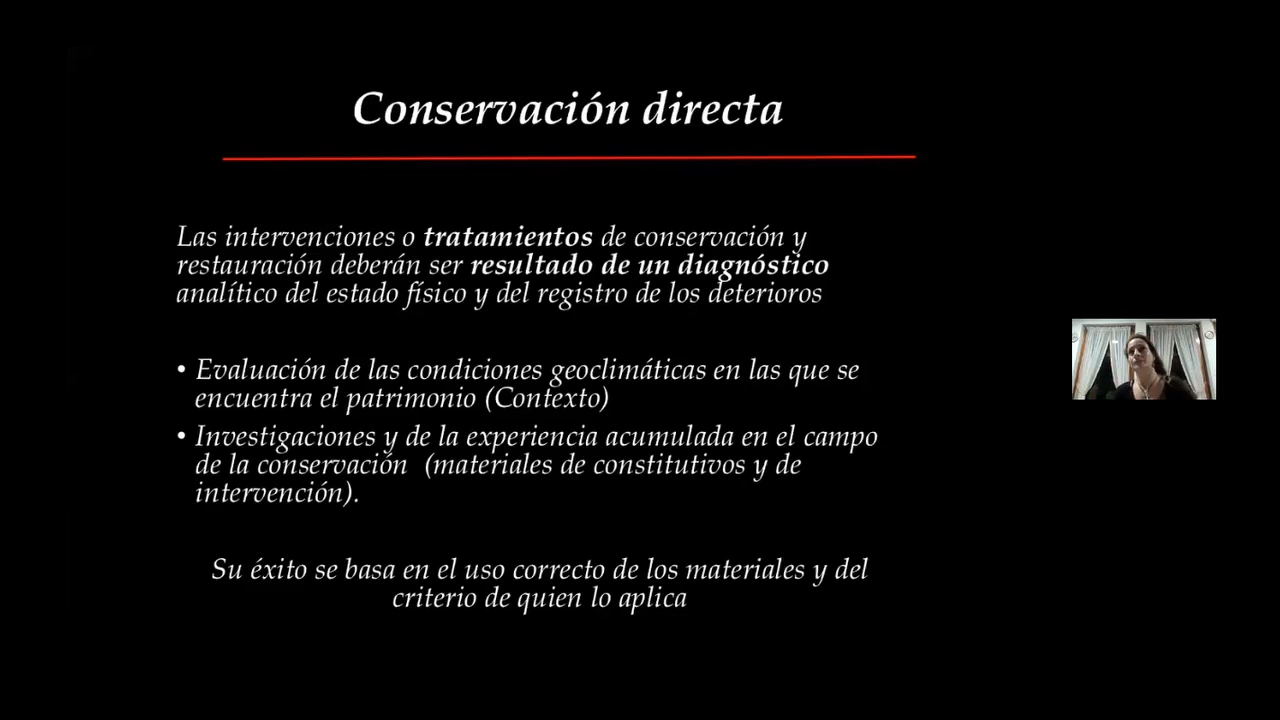 Conservación directa
Las intervenciones o tratamientos de conservación y
restauración deberán ser resultado de un diagnóstico
analítico del estado físico y del registro de los deterioros
• Evaluación de las condiciones geoclimáticas en las que se
encuentra el patrimonio (Contexto)
• Investigaciones y de la experiencia acumulada en el campo
de la conservación (materiales de constitutivos y de
intervención).
Su éxito se basa en el uso correcto de los materiales y del
criterio de quien lo aplica